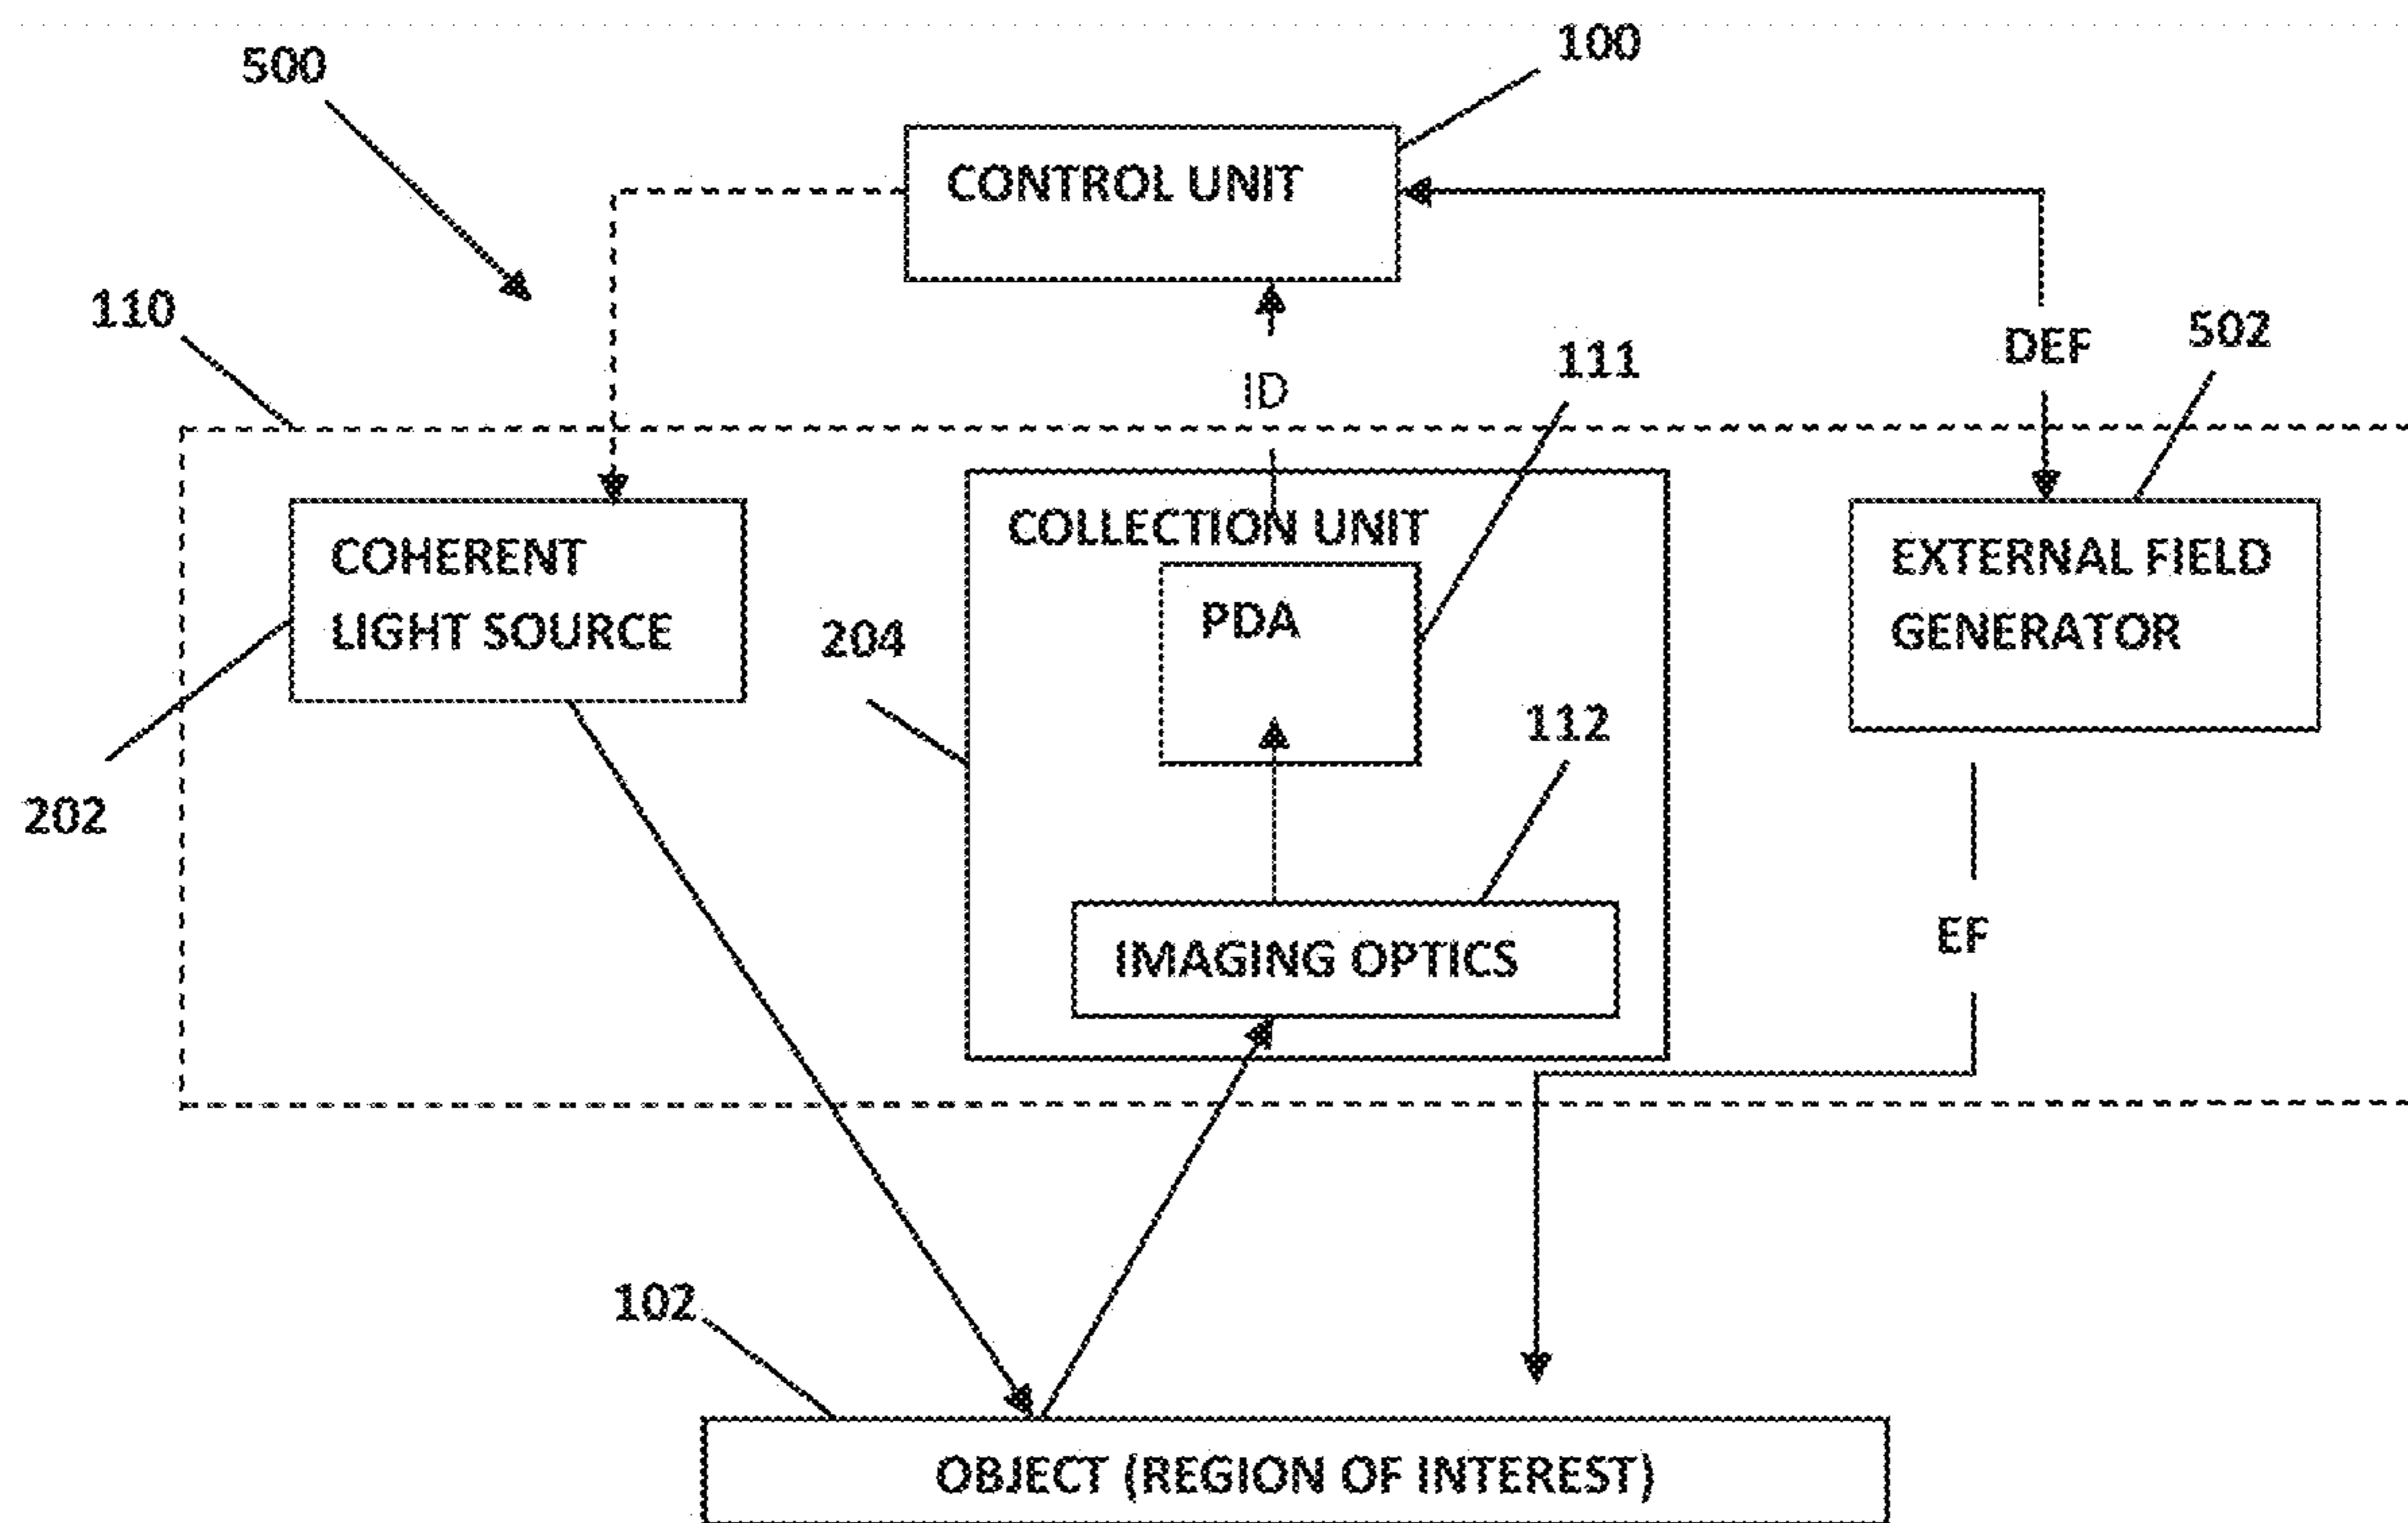 500
100
CONTROL UNIT
110
ID
111
DEF
502
COHERENT
LIGHT SOURCE
COLLECTION UNIT
PDA
EXTERNAL FIELD
GENERATOR
204
202
112
IMAGING OPTICS
EF
102
OBJECT (REGION OF INTEREST)